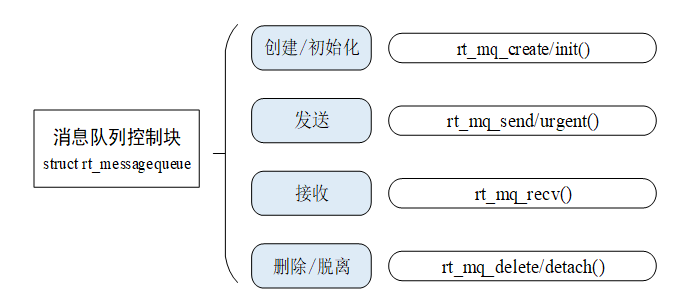 消息队列控制块
struct rt_messagequeue
创建/初始化
rt_mq_create/init()
发送
rt_mq_send/urgent()
接收
rt_mq_recv()
删除/脱离
rt_mq_delete/detach()